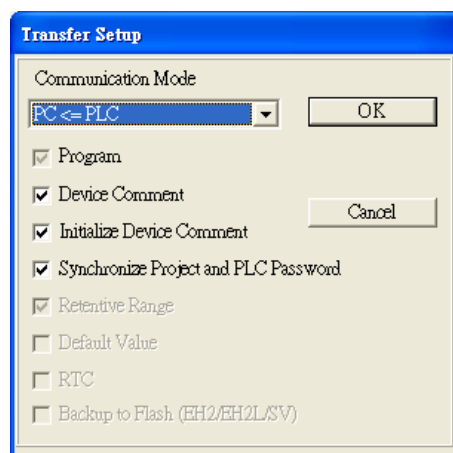 Transfer Setup
Communication Mode
PC <= PLC
OK
Program
Device Comment
Cancel
Initialize Device Comment
Synchronize Project and PLC Password
Retentive Range
Default Value
RTC
Backup to Flash (EH2/EH2L/SV)